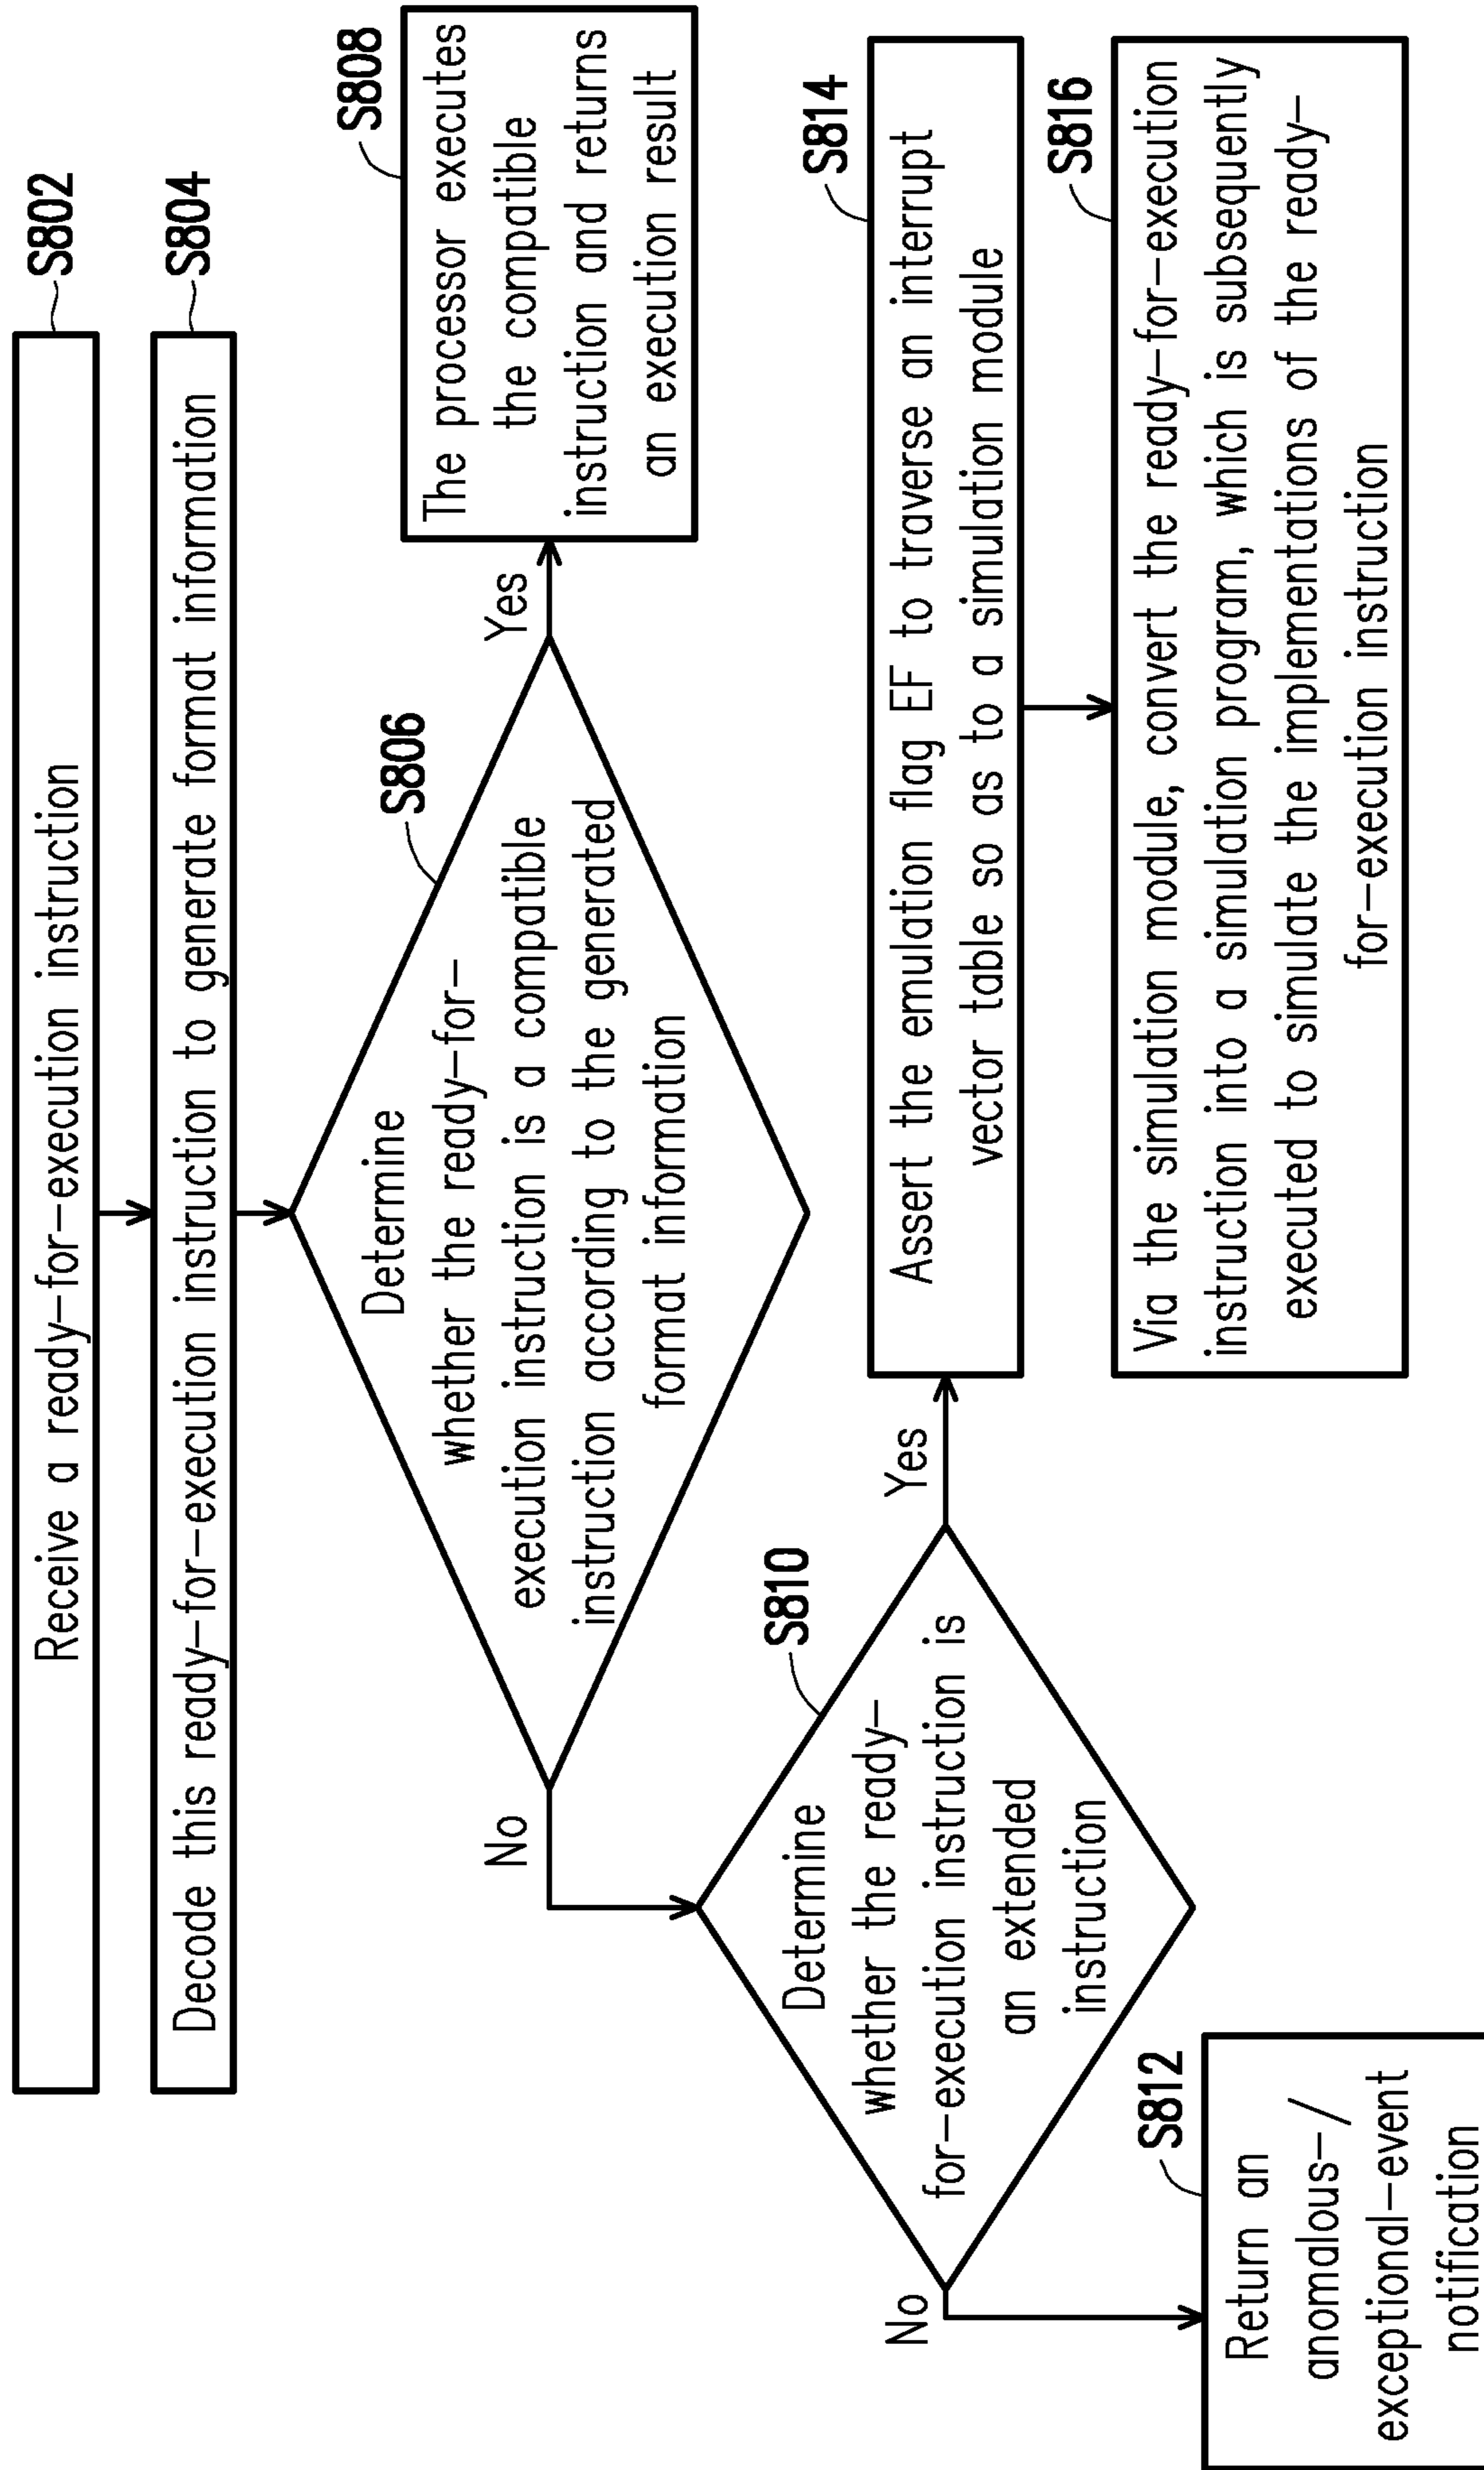 S802
Receive a ready-for-execution instruction
S804
Decode this ready-for-execution instruction to generate format information
S806
Determine
whether the ready-for-
execution instruction is a compatible
instruction according to the generated
format information
Yes
S808
The processor executes
the compatible
instruction and returns
an execution result
No
S810
Determine
whether the ready-
for-execution instruction is
an extended
instruction
Yes
S814
Assert the emulation flag EF to traverse an interrupt
vector table so as to a simulation module
S816
Via the simulation module, convert the ready-for-execution
instruction into a simulation program, which is subsequently
executed to simulate the implementations of the ready-
for-execution instruction
No
S812
Return an
anomalous-/
exceptional-event
notification